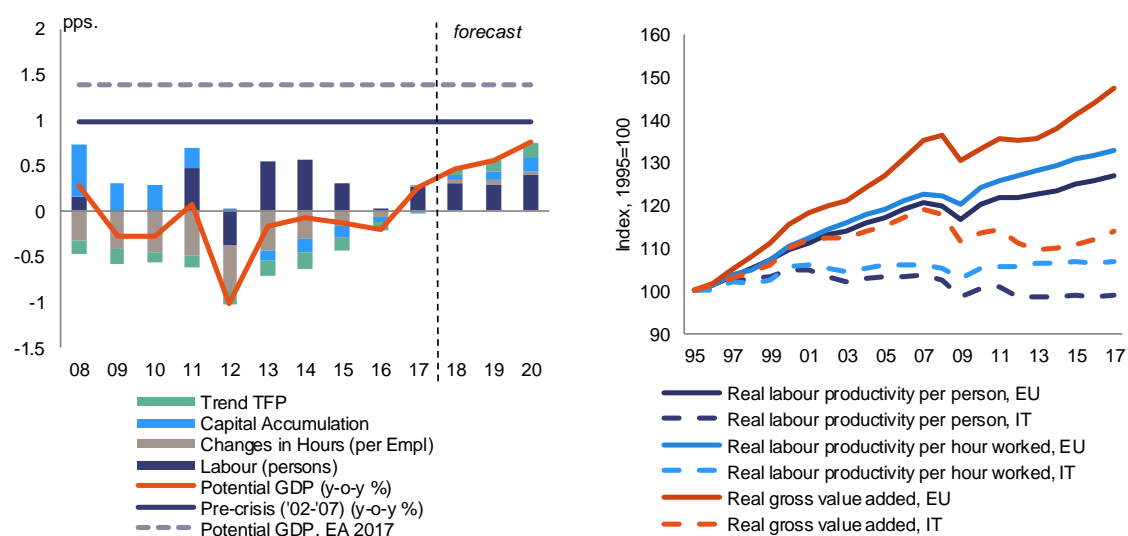 pps.
forecast
2
1.5
1
0.5
0
-0.5
-1
-1.5
08 09 10 11 12 13 14 15 16 17 18 19 20
Trend TFP
Capital Accumulation
Changes in Hours (per Empl)
Labour (persons)
Potential GDP (y-o-y %)
Pre-crisis ('02-'07) (y-o-y %)
Potential GDP, EA 2017
Index, 1995=100
160
150
140
130
120
110
100
90
95 97 99 01 03 05 07 09 11 13 15 17
Real labour productivity per person, EU
Real labour productivity per person, IT
Real labour productivity per hour worked, EU
Real labour productivity per hour worked, IT
Real gross value added, EU
Real gross value added, IT